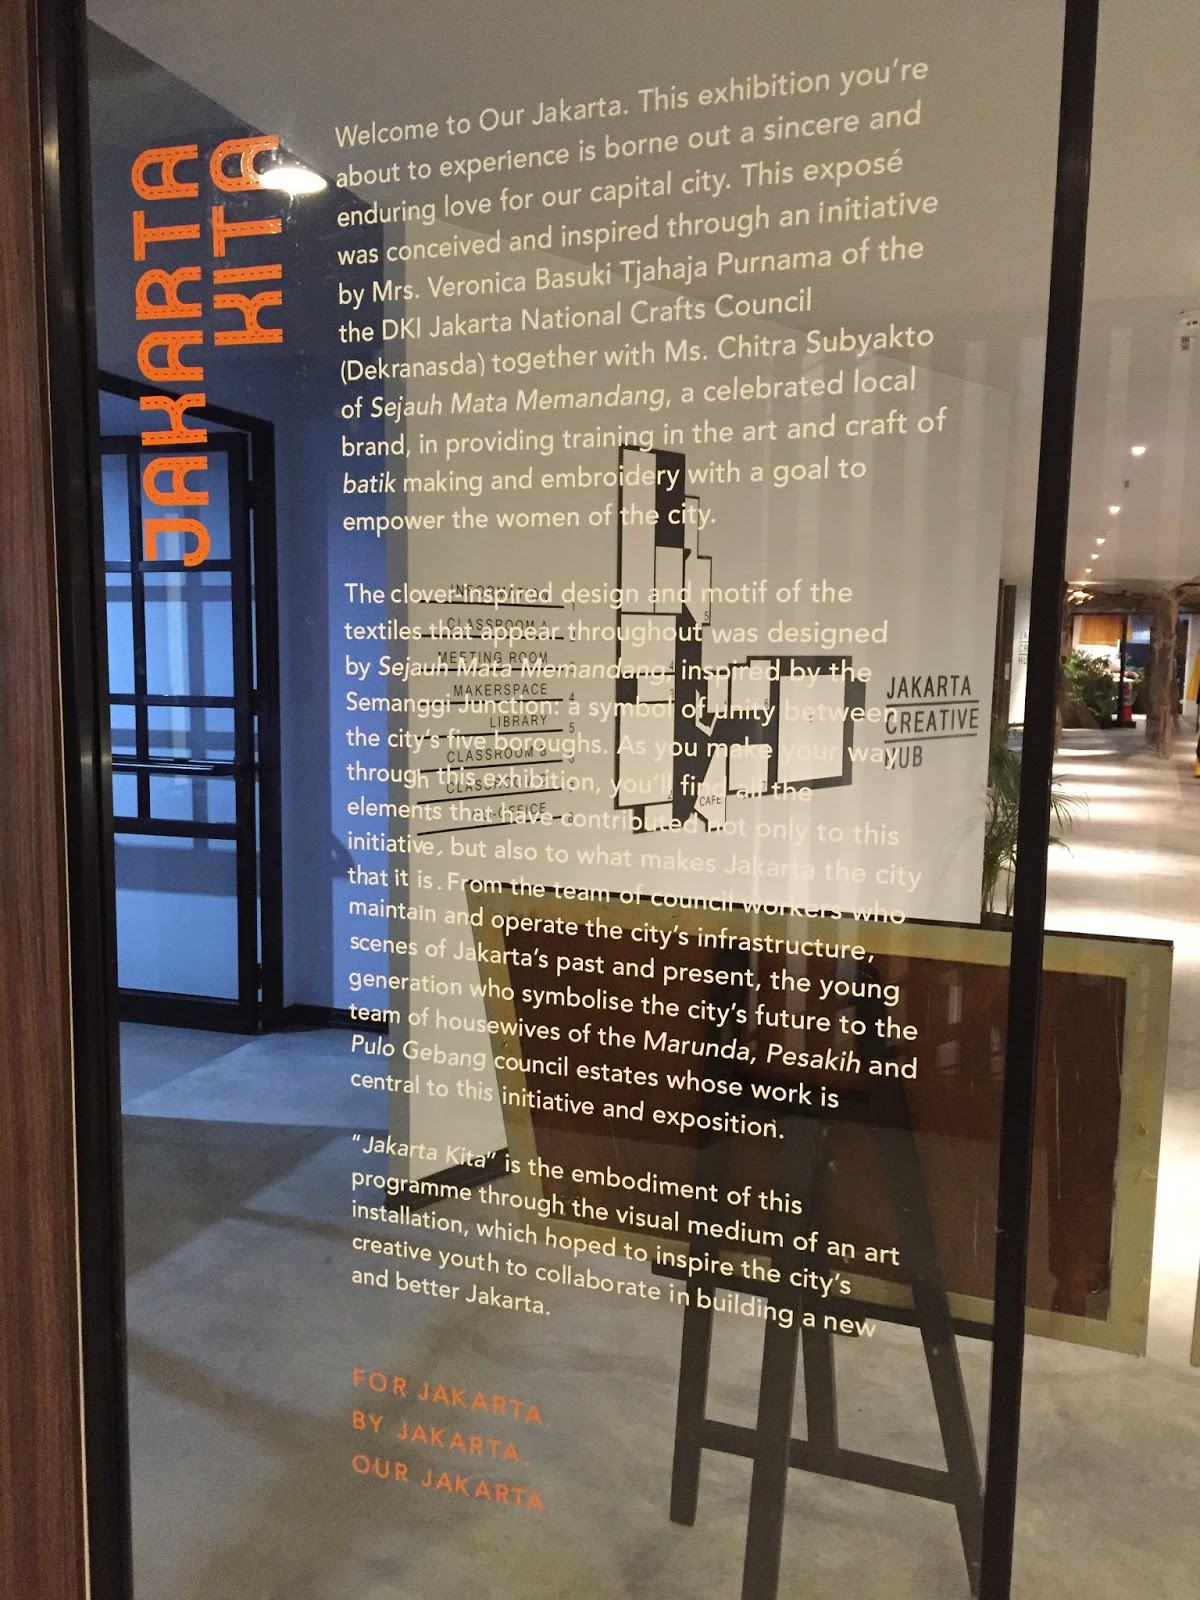 JAKARTA
KITA
Welcome to Our Jakarta. This exhibition you're
about to experience is borne out a sincere and
enduring love for our capital city. This exposé
was conceived and inspired through an initiative
by Mrs. Veronica Basuki Tjahaja Purnama of the
the DKI Jakarta National Crafts Council
(Dekranasda) together with Ms. Chitra Subyakto
of Sejauh Mata Memandang, a celebrated local
brand, in providing training in the art and craft of
batik making and embroidery with a goal to
empower the women of the city.
The clover-inspired design and motif of the
textiles that appear throughout was designed
by Sejauh Mata Memandang, inspired by the
Semanggi Junction: a symbol of unity between
the city's five boroughs. As you make your way
through this exhibition, you'll find all the
elements that have contributed not only to this
initiative, but also to what makes Jakarta the city
that it is. From the team of council workers who
maintain and operate the city's infrastructure,
scenes of Jakarta's past and present, the young
generation who symbolise the city's future to the
team of housewives of the Marunda, Pesakih and
Pulo Gebang council estates whose work is
central to this initiative and exposition.
"Jakarta Kita" is the embodiment of this
programme through the visual medium of an art
installation, which hoped to inspire the city's
creative youth to collaborate in building a new
and better Jakarta.
FOR JAKARTA.
BY JAKARTA.
OUR JAKARTA.
CLASSROOM A
MEETING ROOM
MAKERSPACE 4
LIBRARY 5
CLASSROOM B
CAFE
JAKARTA
CREATIVE
HUB